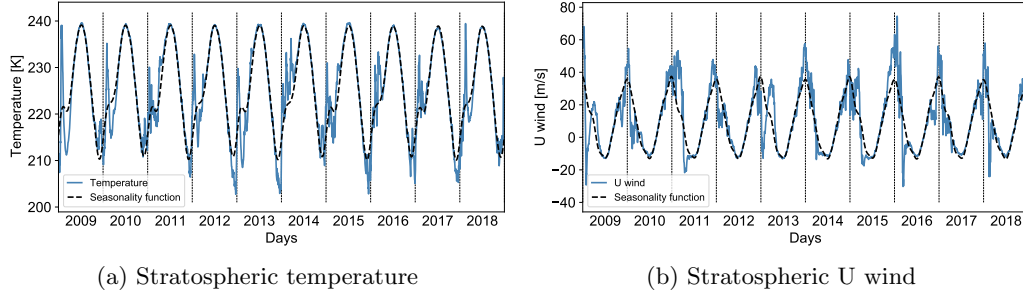 240
230
220
210
200
Temperature [K]
Temperature
Seasonality function
2009 2010 2011 2012 2013 2014 2015 2016 2017 2018
Days
(a) Stratospheric temperature
80
60
40
20
0
−20
−40
U wind [m/s]
U wind
Seasonality function
2009 2010 2011 2012 2013 2014 2015 2016 2017 2018
Days
(b) Stratospheric U wind